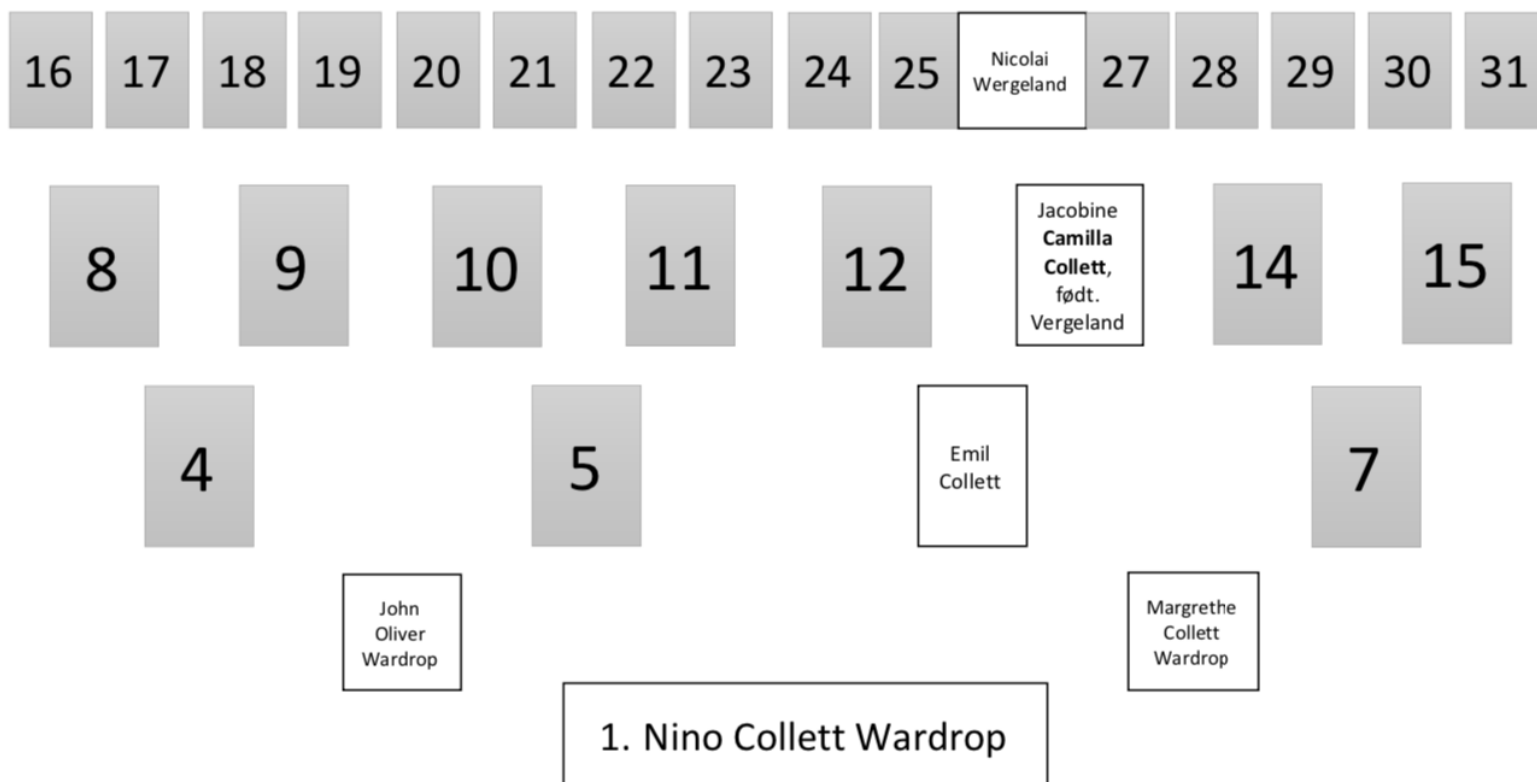 16 17 18 19 20 21 22 23 24 25 Nicolai 27 28 29 30 31
Wergeland
8 9 10 11 12 Jacobine 14 15
Camilla
Collett,
født.
Vergeland
4 5 Emil 7
Collett
John
Oliver
Wardrop
Margrethe
Collett
Wardrop
1. Nino Collett Wardrop